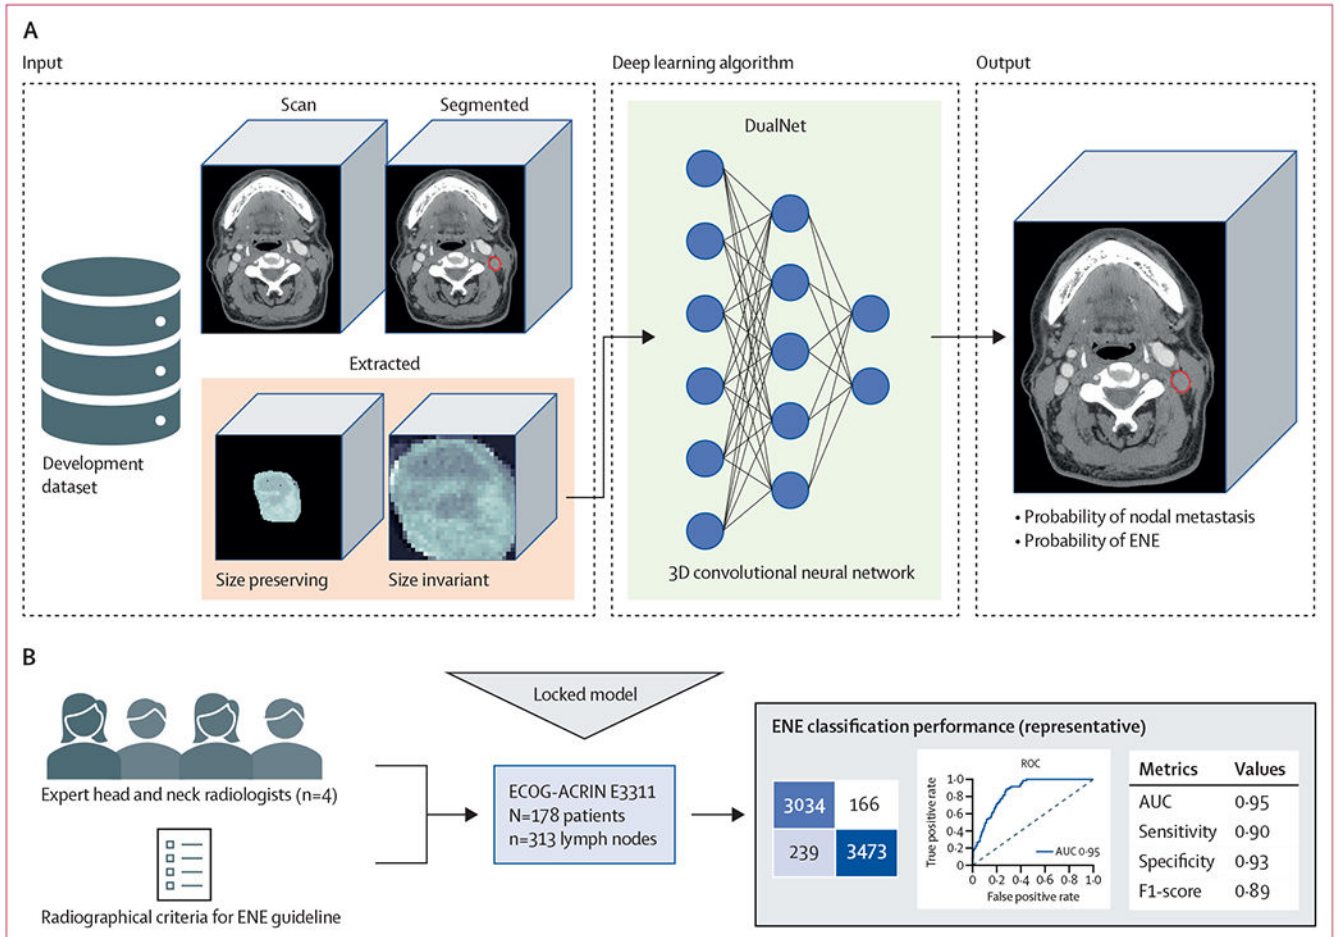 A
Input
Deep learning algorithm
Output
Scan
Segmented
DualNet
Extracted
Development
dataset
Size preserving
Size invariant
3D convolutional neural network
• Probability of nodal metastasis
• Probability of ENE
B
Locked model
Expert head and neck radiologists (n=4)
Radiographical criteria for ENE guideline
ECOG-ACRIN E3311
N=178 patients
n=313 lymph nodes
ENE classification performance (representative)
3034 166
239 3473
ROC
True positive rate
1·0
0·8
0·6
0·4
0·2
0
0 0·2 0·4 0·6 0·8 1·0
False positive rate
AUC 0·95
Metrics Values
AUC 0·95
Sensitivity 0·90
Specificity 0·93
F1-score 0·89